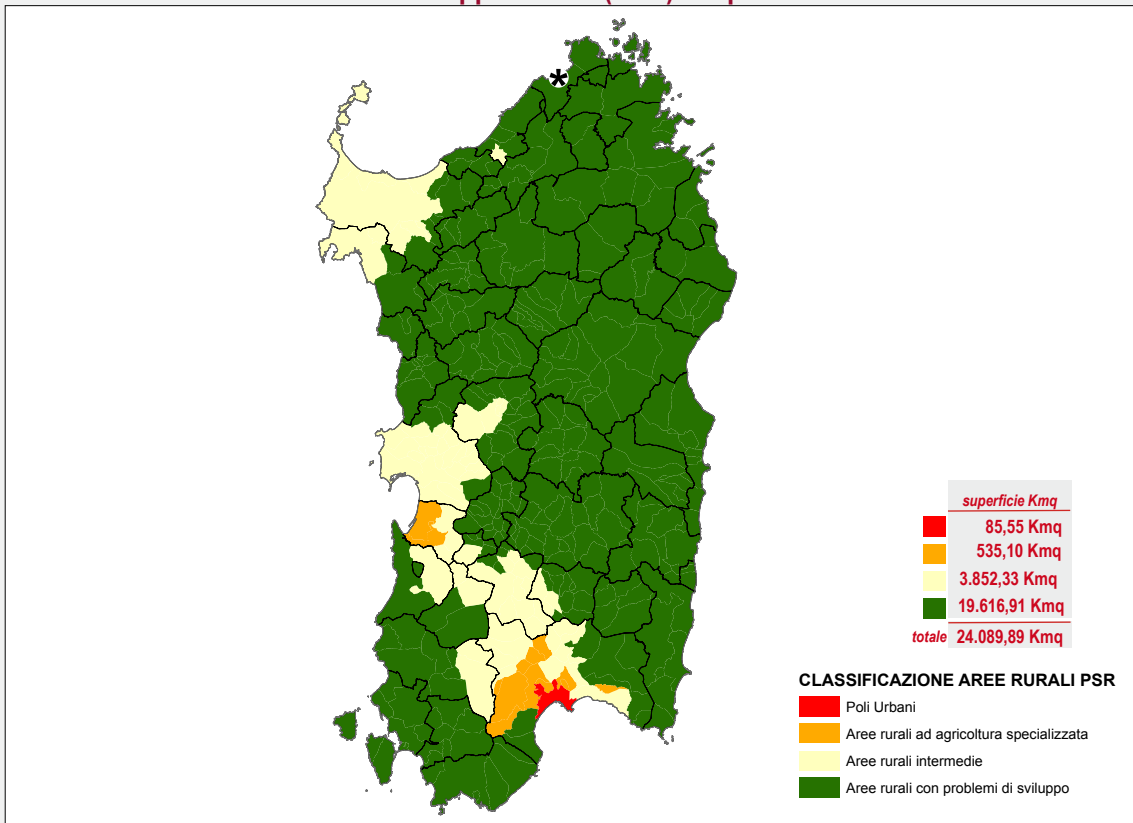 *
superficie Kmq
85,55 Kmq
535,10 Kmq
3.852,33 Kmq
19.616,91 Kmq
totale 24.089,89 Kmq
CLASSIFICAZIONE AREE RURALI PSR
Poli Urbani
Aree rurali ad agricoltura specializzata
Aree rurali intermedie
Aree rurali con problemi di sviluppo